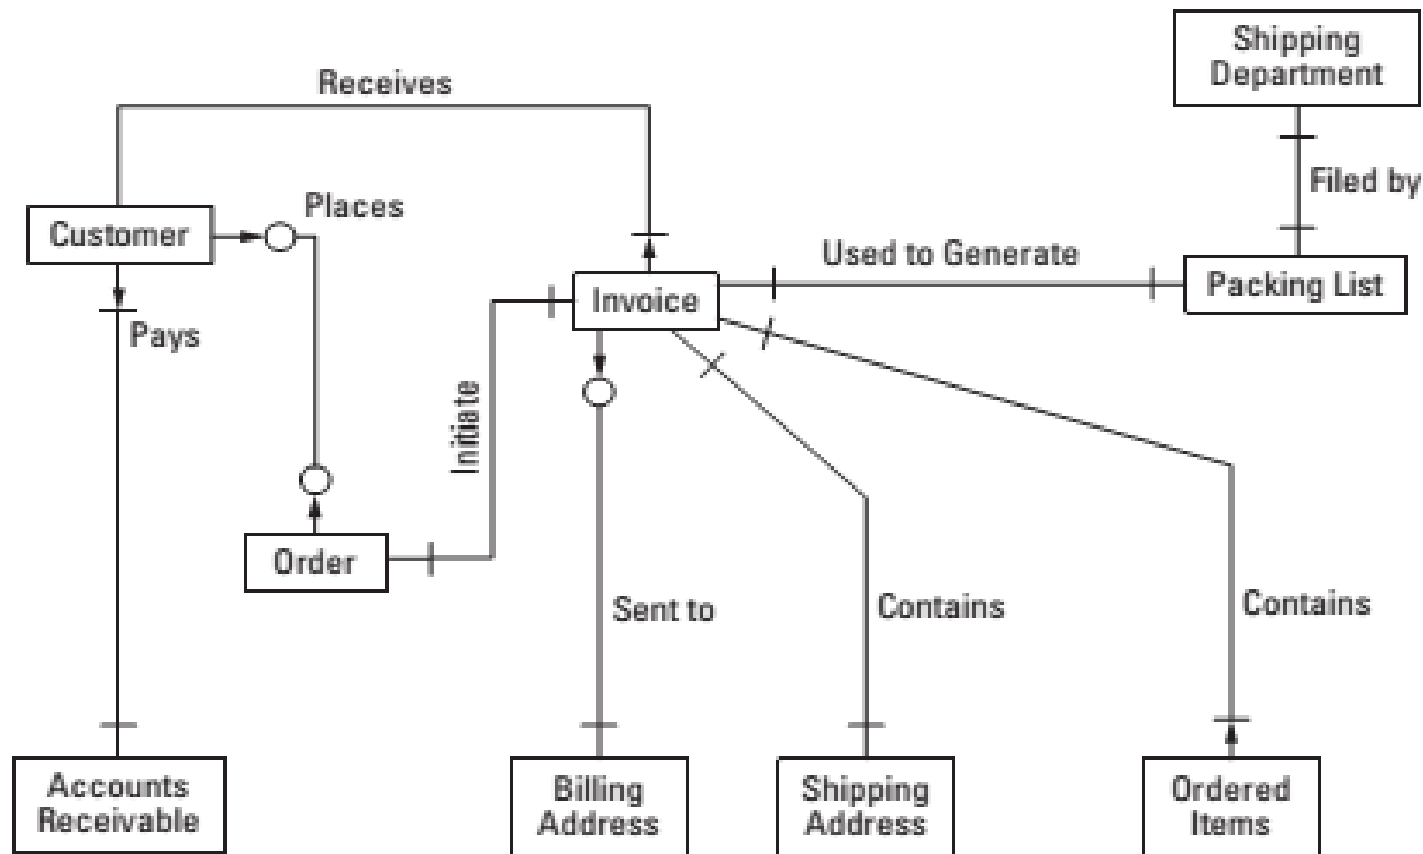 Shipping
Department
Receives
Filed by
Places
Customer
Used to Generate
Invoice
Packing List
Pays
Initiate
Order
Sent to
Contains
Contains
Accounts
Receivable
Billing
Address
Shipping
Address
Ordered
Items